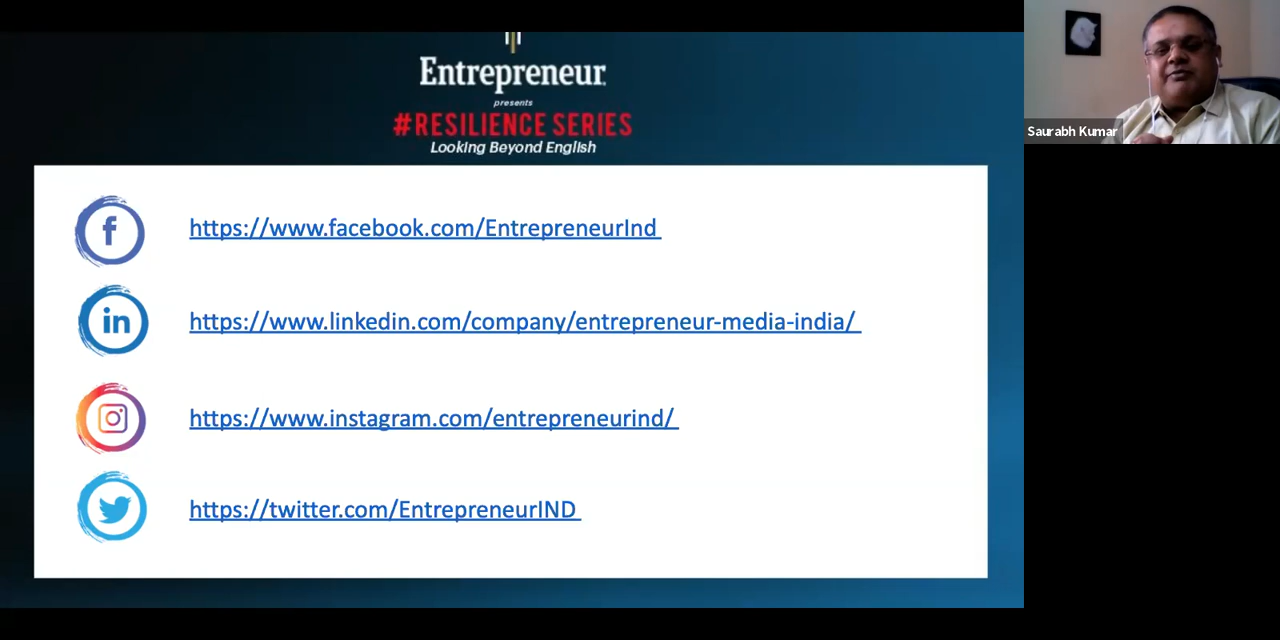 Entrepreneur
presents
#RESILIENCE SERIES
Looking Beyond English
https://www.facebook.com/EntrepreneurInd
https://www.linkedin.com/company/entrepreneur-media-india/
https://www.instagram.com/entrepreneurind/
https://twitter.com/EntrepreneurIND
Saurabh Kumar